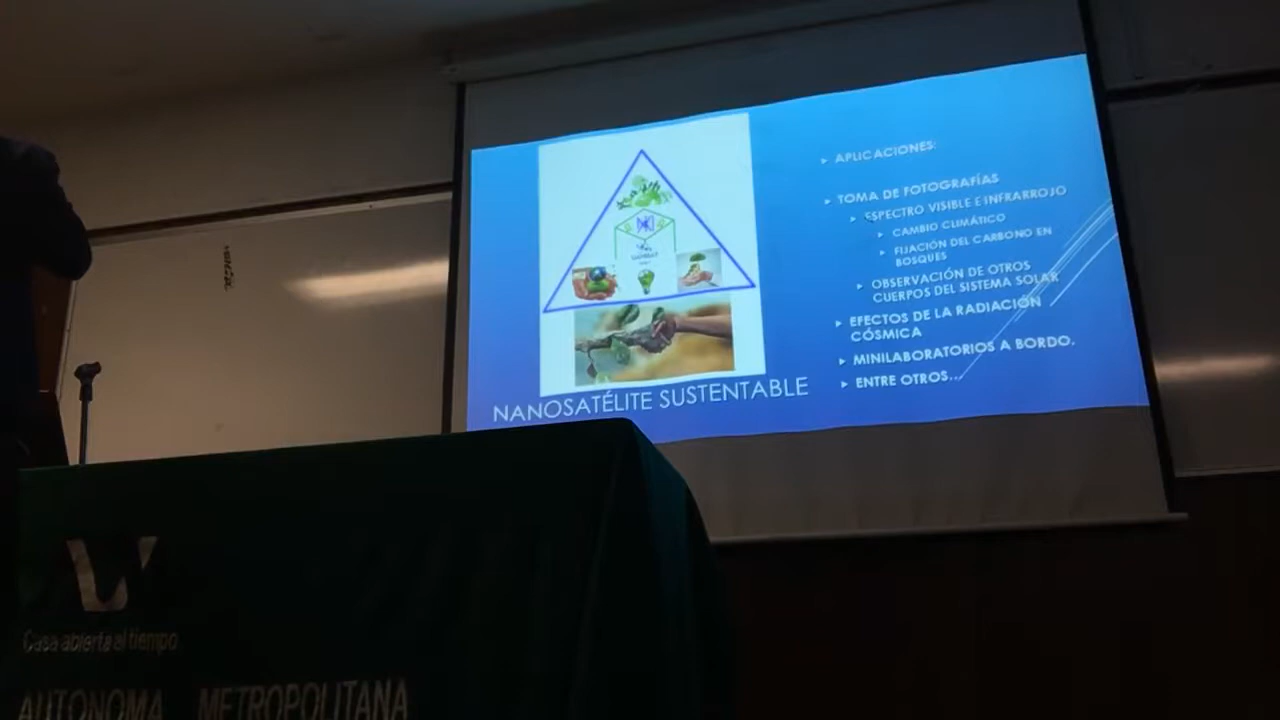 APLICACIONES:
TOMA DE FOTOGRAFÍAS
ESPECTRO VISIBLE E INFRARROJO
CAMBIO CLIMÁTICO
FIJACIÓN DEL CARBONO EN
BOSQUES
OBSERVACIÓN DE OTROS
CUERPOS DEL SISTEMA SOLAR
EFECTOS DE LA RADIACIÓN
CÓSMICA
MINILABORATORIOS A BORDO.
ENTRE OTROS...
NANOSATÉLITE SUSTENTABLE
Casa abierta al tiempo
AUTONOMA METROPOLITANA